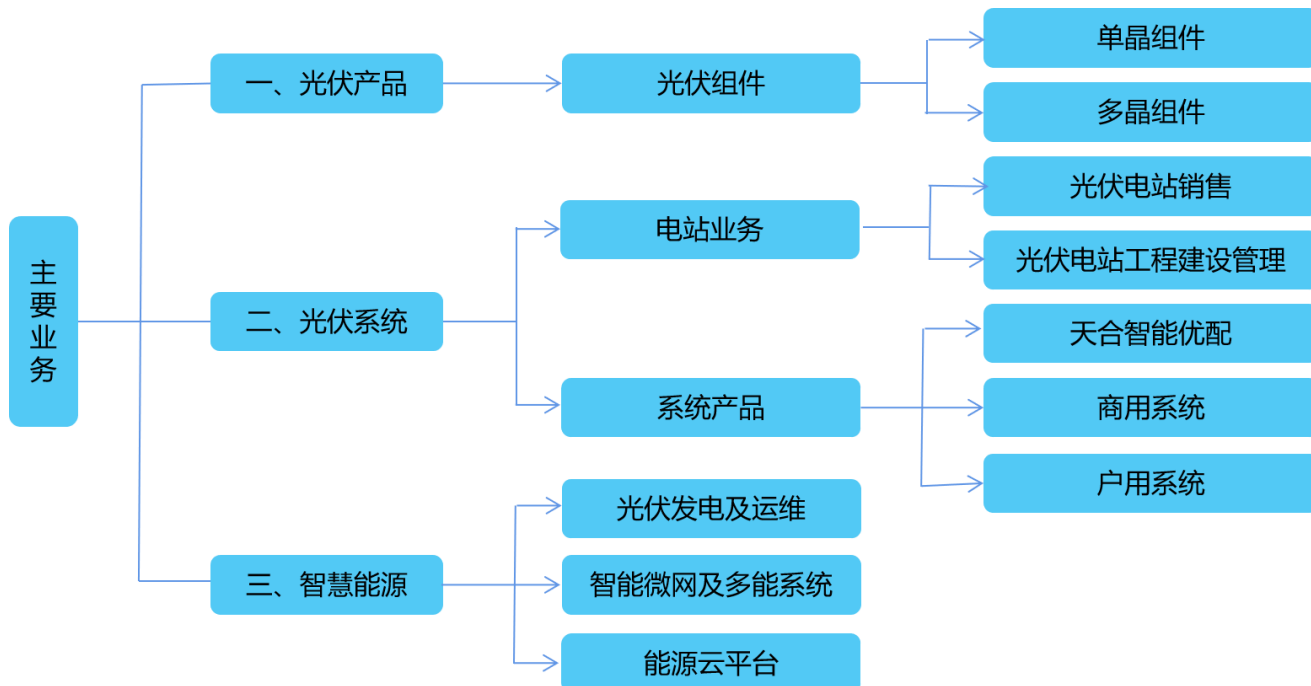 主要业务
一、光伏产品
光伏组件
单晶组件
多晶组件
二、光伏系统
电站业务
光伏电站销售
光伏电站工程建设管理
系统产品
天合智能优配
商用系统
户用系统
三、智慧能源
光伏发电及运维
智能微网及多能系统
能源云平台